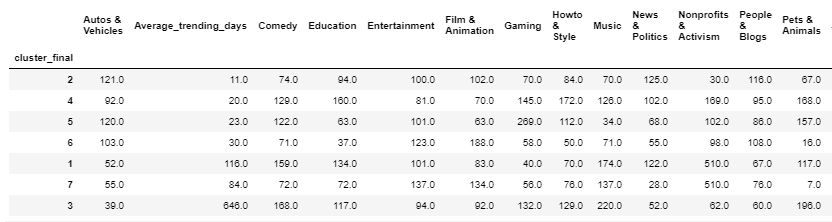 Autos & Vehicles Average_trending_days Comedy Education Entertainment Film & Animation Gaming Howto & Style Music News & Politics Nonprofits & Activism People & Blogs Pets & Animals
cluster_final
2 121.0 11.0 74.0 94.0 100.0 102.0 70.0 84.0 70.0 125.0 30.0 116.0 67.0
4 92.0 20.0 129.0 160.0 81.0 70.0 145.0 172.0 126.0 102.0 169.0 95.0 168.0
5 120.0 23.0 122.0 63.0 101.0 63.0 269.0 112.0 34.0 68.0 102.0 86.0 157.0
6 103.0 30.0 71.0 37.0 123.0 188.0 58.0 50.0 71.0 55.0 98.0 108.0 16.0
1 52.0 116.0 159.0 134.0 101.0 83.0 40.0 70.0 174.0 122.0 510.0 67.0 117.0
7 55.0 84.0 72.0 72.0 137.0 134.0 56.0 76.0 137.0 28.0 510.0 76.0 7.0
3 39.0 646.0 168.0 117.0 94.0 92.0 132.0 129.0 220.0 52.0 62.0 60.0 196.0